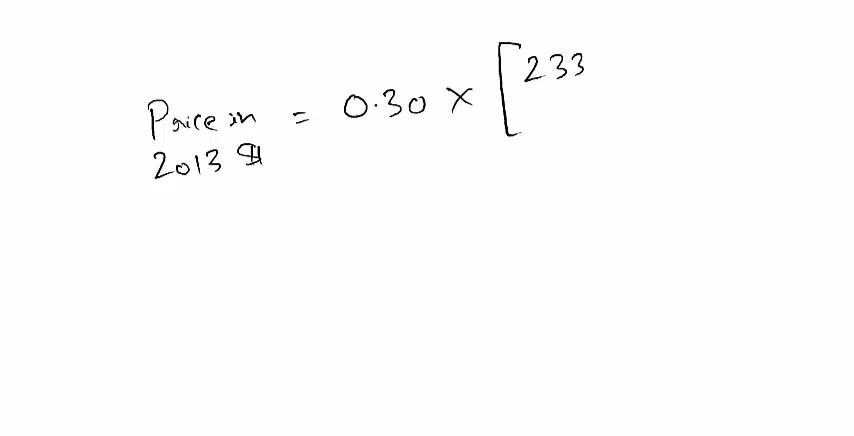 Price in = 0.30 × [233
2013 $